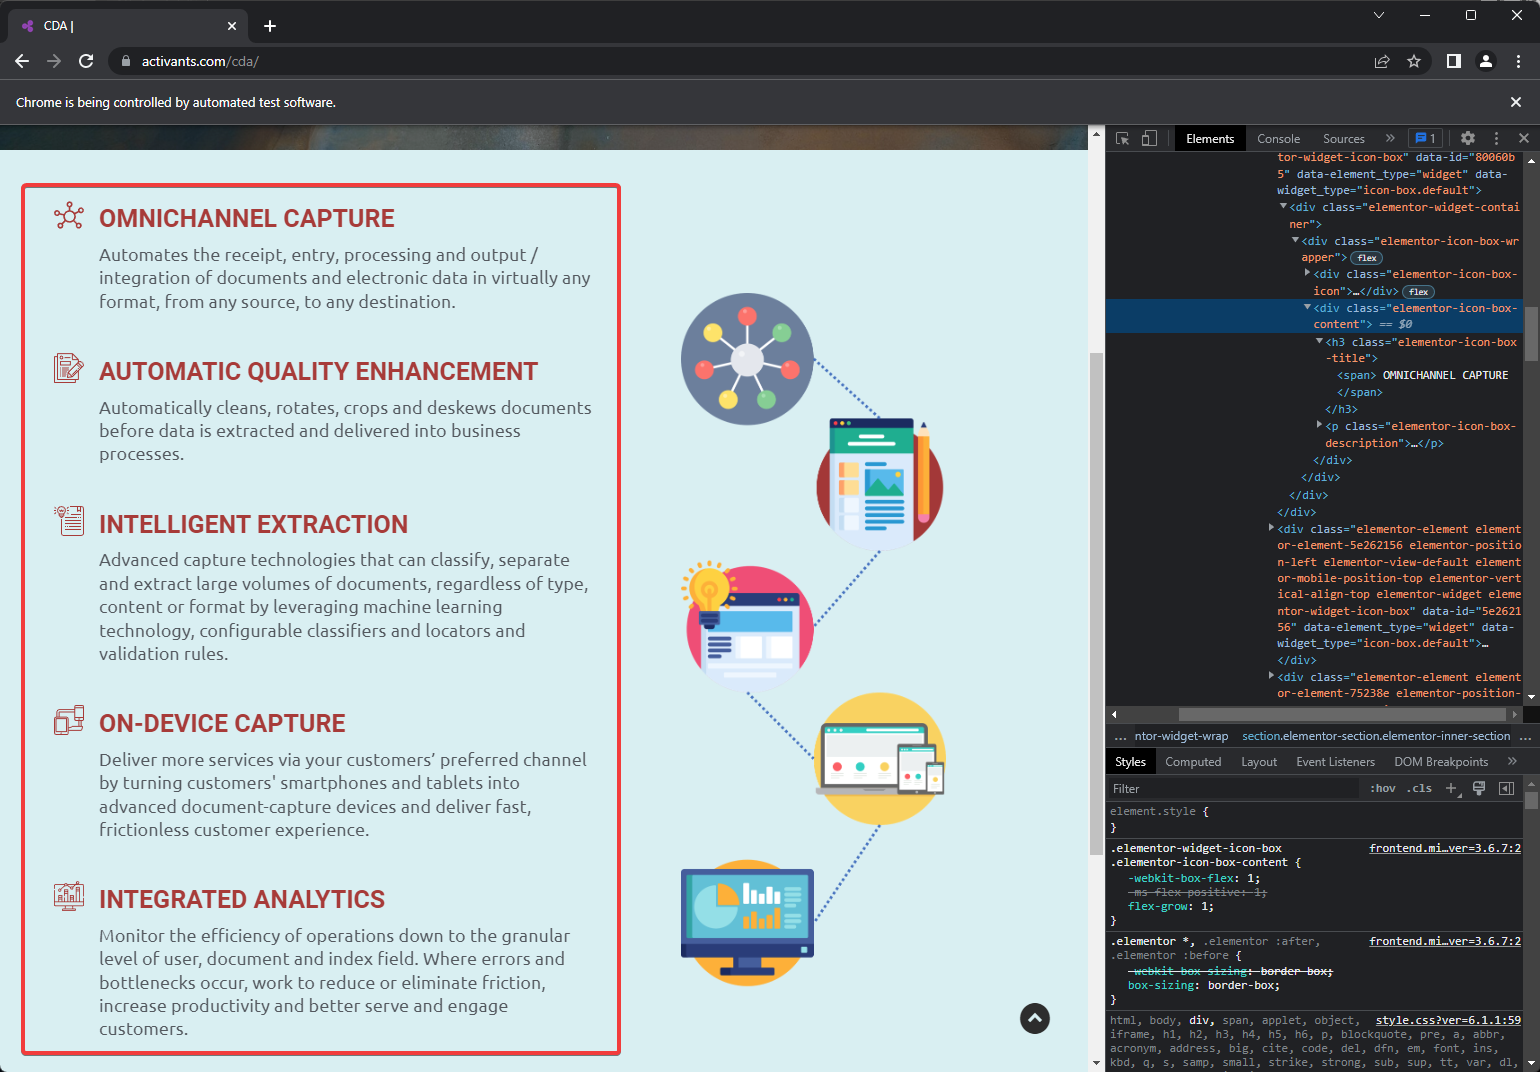 CDA |
activants.com/cda/
Chrome is being controlled by automated test software.
OMNICHANNEL CAPTURE
Automates the receipt, entry, processing and output /
integration of documents and electronic data in virtually any
format, from any source, to any destination.
AUTOMATIC QUALITY ENHANCEMENT
Automatically cleans, rotates, crops and deskews documents
before data is extracted and delivered into business
processes.
INTELLIGENT EXTRACTION
Advanced capture technologies that can classify, separate
and extract large volumes of documents, regardless of type,
content or format by leveraging machine learning
technology, configurable classifiers and locators and
validation rules.
ON-DEVICE CAPTURE
Deliver more services via your customers’ preferred channel
by turning customers' smartphones and tablets into
advanced document-capture devices and deliver fast,
frictionless customer experience.
INTEGRATED ANALYTICS
Monitor the efficiency of operations down to the granular
level of user, document and index field. Where errors and
bottlenecks occur, work to reduce or eliminate friction,
increase productivity and better serve and engage
customers.
Elements Console Sources » 1
tor-widget-icon-box" data-id="80060b
5" data-element_type="widget" data-
widget_type="icon-box.default">
<div class="elementor-widget-contai
ner">
<div class="elementor-icon-box-wr
apper"> flex
<div class="elementor-icon-box-
icon">…</div> flex
<div class="elementor-icon-box-
content"> == $0
<h3 class="elementor-icon-box
-title">
<span> OMNICHANNEL CAPTURE
</span>
</h3>
<p class="elementor-icon-box-
description">…</p>
</div>
</div>
</div>
</div>
<div class="elementor-element element
or-element-5e262156 elementor-positio
n-left elementor-view-default element
or-mobile-position-top elementor-vert
ical-align-top elementor-widget eleme
ntor-widget-icon-box" data-id="5e2621
56" data-element_type="widget" data-
widget_type="icon-box.default">…
</div>
<div class="elementor-element element
or-element-75238e elementor-position-
... ntor-widget-wrap section.elementor-section.elementor-inner-section ...
Styles Computed Layout Event Listeners DOM Breakpoints »
Filter :hov .cls +
element.style {
}
.elementor-widget-icon-box frontend.mi…ver=3.6.7:2
.elementor-icon-box-content {
-webkit-box-flex: 1;
-ms-flex-positive: 1;
flex-grow: 1;
}
.elementor *, .elementor :after, frontend.mi…ver=3.6.7:2
.elementor :before {
-webkit-box-sizing: border-box;
box-sizing: border-box;
}
html, body, div, span, applet, object, style.css?ver=6.1.1:59
iframe, h1, h2, h3, h4, h5, h6, p, blockquote, pre, a, abbr,
acronym, address, big, cite, code, del, dfn, em, font, ins,
kbd, q, s, samp, small, strike, strong, sub, sup, tt, var, dl,